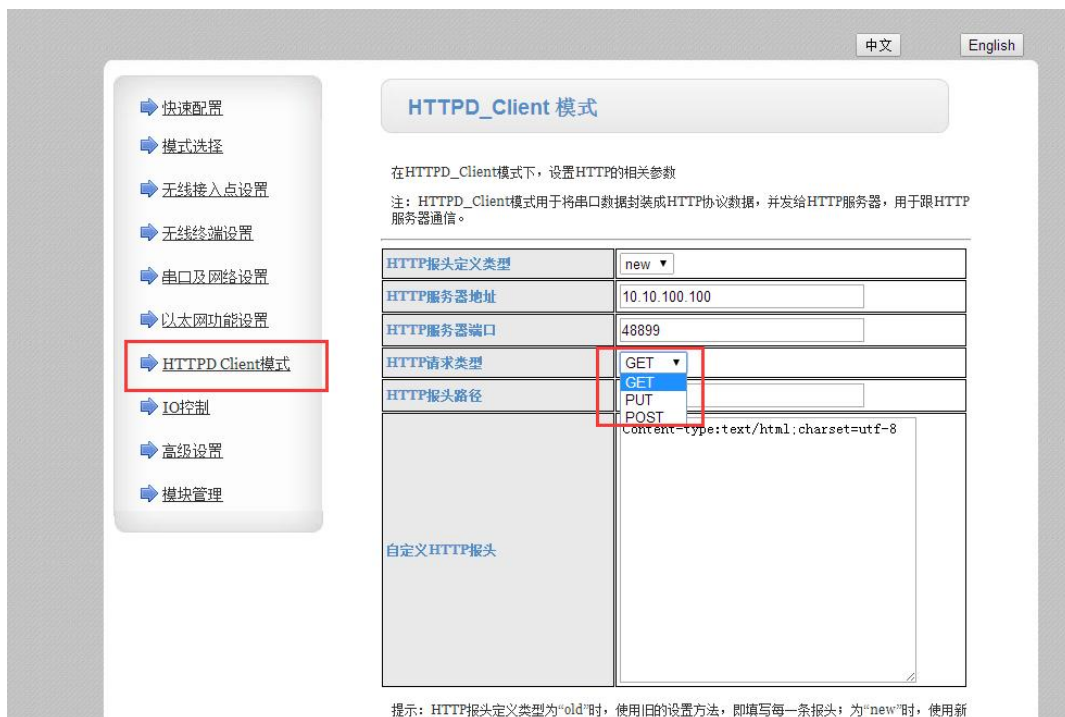 中文
English
快速配置
模式选择
无线接入点设置
无线终端设置
串口及网络设置
以太网功能设置
HTTPD Client模式
IO控制
高级设置
模块管理
HTTPD_Client 模式
在HTTPD_Client模式下，设置HTTP的相关参数
注：HTTPD_Client模式用于将串口数据封装成HTTP协议数据，并发给HTTP服务器，用于跟HTTP
服务器通信。
HTTP报头定义类型
new
HTTP服务器地址
10.10.100.100
HTTP服务器端口
48899
HTTP请求类型
GET
GET
PUT
POST
HTTP报头路径
自定义HTTP报头
Content-type:text/html;charset=utf-8
提示：HTTP报头定义类型为“old”时，使用旧的设置方法，即填写每一条报头；为“new”时，使用新